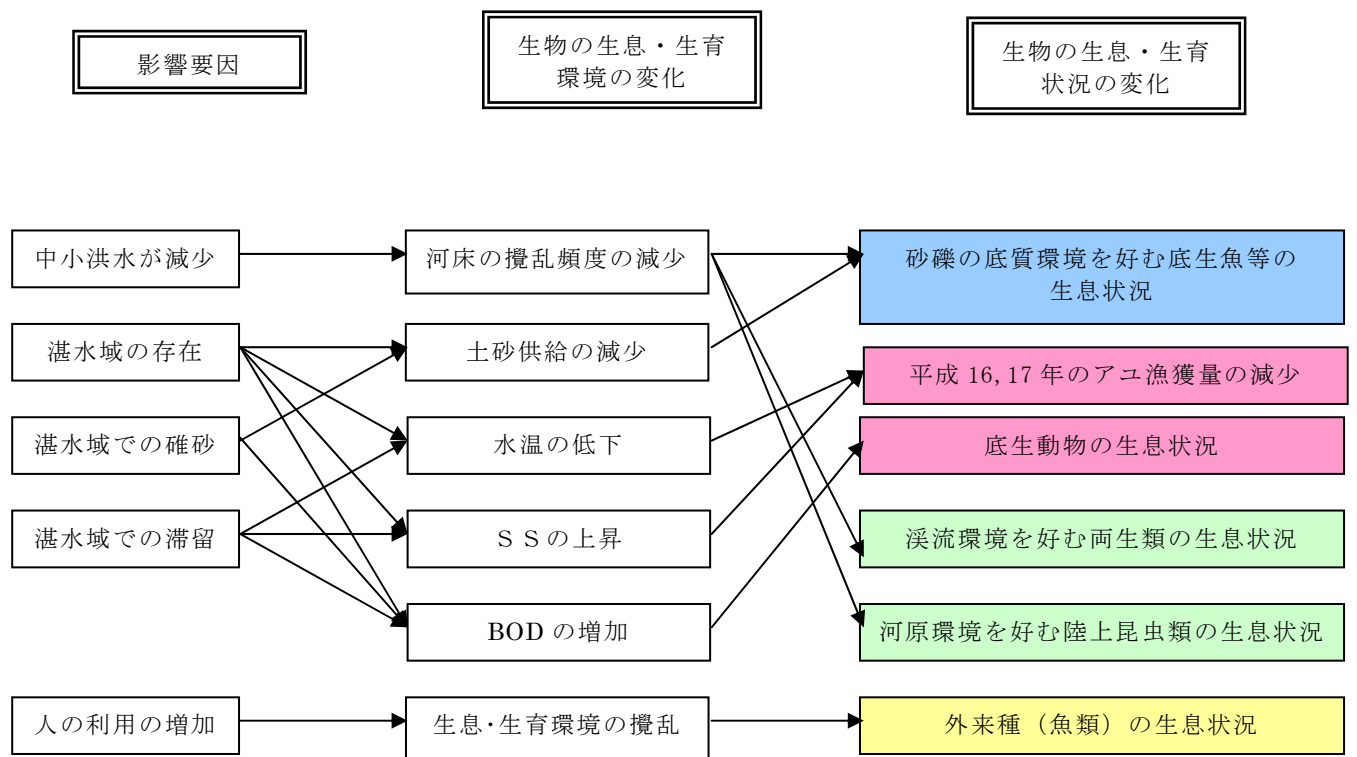 影響要因
生物の生息・生育
環境の変化
生物の生息・生育
状況の変化
中小洪水が減少
河床の攪乱頻度の減少
砂礫の底質環境を好む底生魚等の
生息状況
湛水域の存在
土砂供給の減少
平成 16,17 年のアユ漁獲量の減少
湛水域での碓砂
水温の低下
底生動物の生息状況
湛水域での滞留
ＳＳの上昇
渓流環境を好む両生類の生息状況
BOD の増加
河原環境を好む陸上昆虫類の生息状況
人の利用の増加
生息･生育環境の攪乱
外来種（魚類）の生息状況